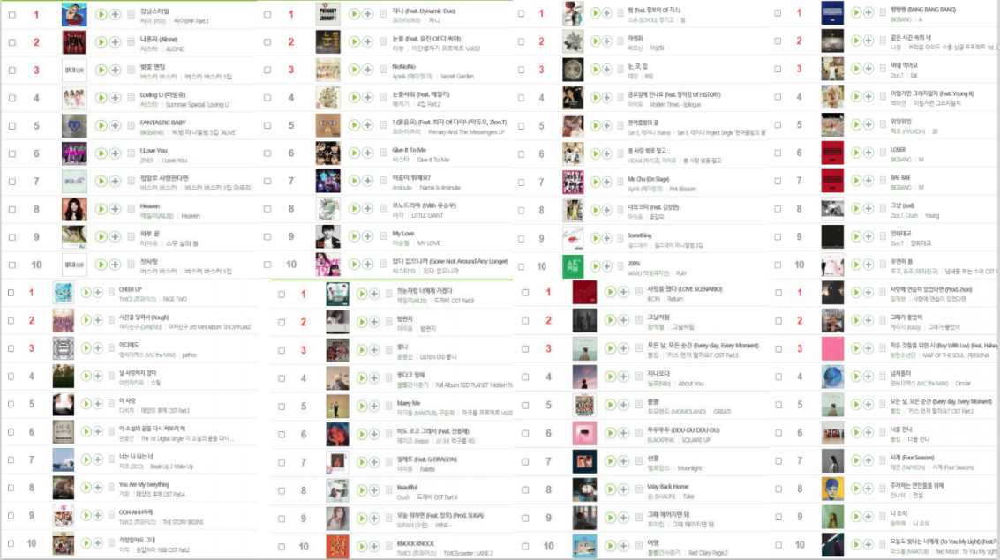 1
강남스타일
싸이 (PSY) 싸이6甲 Part.1
2
나혼자 (Alone)
씨스타 ALONE
3
벚꽃 엔딩
버스커 버스커 버스커 버스커 1집
4
Loving U (러빙유)
씨스타 Summer Special `Loving U`
5
FANTASTIC BABY
BIGBANG 빅뱅 미니앨범 5집 `ALIVE`
6
I Love You
2NE1 I Love You
7
정말로 사랑한다면
버스커 버스커 버스커 버스커 1집 마무리
8
Heaven
에일리(AILEE) Heaven
9
하루 끝
아이유 스무 살의 봄
10
첫사랑
버스커 버스커 버스커 버스커 1집
1
자니 (Feat. Dynamic Duo)
프라이머리 자니
2
눈물 (Feat. 유진 Of 더 씨야)
리쌍 이단옆차기 프로젝트 Vol.02
3
NoNoNo
Apink (에이핑크) Secret Garden
4
눈물샤워 (Feat. 에일리)
배치기 4집 Part.2
5
? (물음표) (Feat. 최자 Of 다이나믹듀오, Zion.T)
프라이머리 Primary And The Messengers LP
6
Give It To Me
씨스타 Give It To Me
7
이름이 뭐예요?
4minute Name Is 4minute
8
모노드라마 (With 유승우)
허각 LITTLE GIANT
9
My Love
이승철 MY LOVE
10
있다 없으니까 (Gone Not Around Any Longer)
씨스타19 있다 없으니까
1
썸 (Feat. 릴보이 Of 긱스)
소유 (SOYOU), 정기고 썸
2
야생화
박효신 야생화
3
눈, 코, 입
태양 RISE
4
금요일에 만나요 (Feat. 장이정 Of HISTORY)
아이유 Modern Times - Epilogue
5
한여름밤의 꿀
San E, 레이나 (Raina) San E, 레이나 Project Single '한여름밤의 꿀'
6
봄 사랑 벚꽃 말고
HIGH4 (하이포), 아이유 봄 사랑 벚꽃 말고
7
Mr. Chu (On Stage)
Apink (에이핑크) Pink Blossom
8
너의 의미 (Feat. 김창완)
아이유 꽃갈피
9
Something
걸스데이 걸스데이 미니앨범 3집
10
200%
AKMU (악동뮤지션) PLAY
1
뱅뱅뱅 (BANG BANG BANG)
BIGBANG A
2
같은 시간 속의 너
나얼 브라운 아이드 소울 싱글 프로젝트 1st
3
꺼내 먹어요
Zion.T Eat
4
이럴거면 그러지말지 (Feat. Young K)
백아연 이럴거면 그러지말지
5
위잉위잉
혁오 (HYUKOH) 20
6
LOSER
BIGBANG M
7
BAE BAE
BIGBANG M
8
그냥 (Just)
Zion.T, Crush Young
9
양화대교
Zion.T 양화대교
10
우연히 봄
로꼬, 유주 (여자친구) 냄새를 보는 소녀 OST
1
CHEER UP
TWICE (트와이스) PAGE TWO
2
시간을 달려서 (Rough)
여자친구 (GFRIEND) 여자친구 3rd Mini Album 'SNOWFLAKE'
3
어디에도
엠씨더맥스 (M.C the MAX) pathos
4
널 사랑하지 않아
어반자카파 스틸
5
이 사랑
다비치 태양의 후예 OST Part.3
6
이 소설의 끝을 다시 써보려 해
한동근 The 1st Digital Single '이 소설의 끝을 다시 ...
7
너는 나 나는 너
지코 (ZICO) Break Up 2 Make Up
8
You Are My Everything
거미 태양의 후예 OST Part.4
9
OOH-AHH하게
TWICE (트와이스) THE STORY BEGINS
10
걱정말아요 그대
이적 응답하라 1988 OST Part.2
1
첫눈처럼 너에게 가겠다
에일리(AILEE) 도깨비 OST Part.9
2
밤편지
아이유 밤편지
3
좋니
윤종신 LISTEN 010 좋니
4
좋다고 말해
볼빨간사춘기 Full Album RED PLANET 'Hidden To
5
Marry Me
마크툽 (MAKTUB), 구윤회 마크툽 프로젝트 Vol.02
6
비도 오고 그래서 (Feat. 신용재)
헤이즈 (Heize) /// (너 먹구름 비)
7
팔레트 (Feat. G-DRAGON)
아이유 Palette
8
Beautiful
Crush 도깨비 OST Part 4
9
오늘 취하면 (Feat. 창모) (Prod. SUGA)
SURAN (수란) WINE
10
KNOCK KNOCK
TWICE (트와이스) TWICEcoaster : LANE 2
1
사랑을 했다 (LOVE SCENARIO)
iKON Return
2
그날처럼
장덕철 그날처럼
3
모든 날, 모든 순간 (Every day, Every Moment)
폴킴 '키스 먼저 할까요?' OST Part.3
4
지나오다
닐로(Nilo) About You
5
뿜뿜
모모랜드 (MOMOLAND) GREAT!
6
뚜두뚜두 (DDU-DU DDU-DU)
BLACKPINK SQUARE UP
7
선물
멜로망스 Moonlight
8
Way Back Home
숀 (SHAUN) Take
9
그때 헤어지면 돼
로이킴 그때 헤어지면 돼
10
여행
볼빨간사춘기 Red Diary Page.2
1
사랑에 연습이 있었다면 (Prod. 2soo)
임재현 사랑에 연습이 있었다면
2
그때가 좋았어
케이시 (Kassy) 그때가 좋았어
3
작은 것들을 위한 시 (Boy With Luv) (Feat. Halsey
방탄소년단 MAP OF THE SOUL : PERSONA
4
넘쳐흘러
엠씨더맥스 (M.C the MAX) Circular
5
모든 날, 모든 순간 (Every day, Every Moment)
폴킴 '키스 먼저 할까요?' OST Part.3
6
너를 만나
폴킴 너를 만나
7
사계 (Four Seasons)
태연 (TAEYEON) 사계 (Four Seasons)
8
주저하는 연인들을 위해
잔나비 전설
9
니 소식
송하예 니 소식
10
오늘도 빛나는 너에게 (To You My Light) (Feat.이
마크툽 (MAKTUB) Red Moon : To You My Light